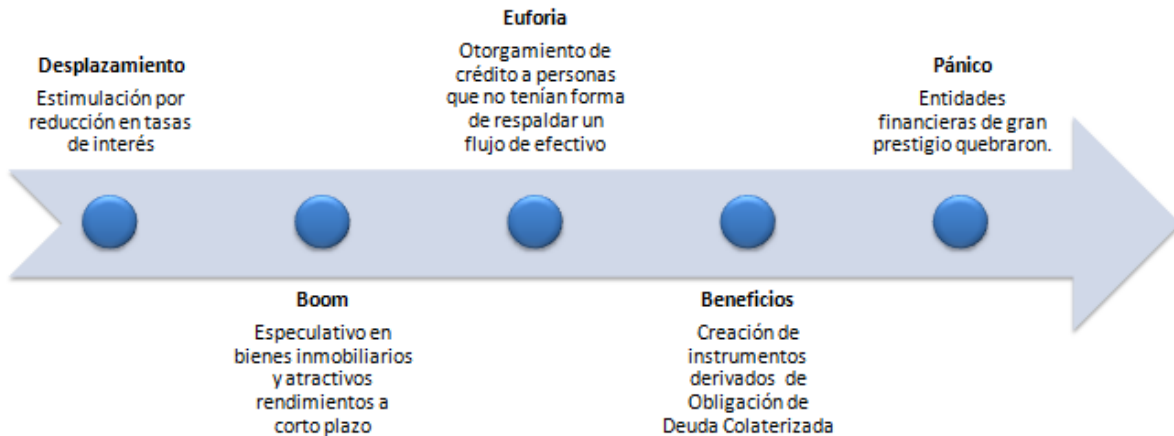 Desplazamiento
Estimulación por
reducción en tasas
de interés
Boom
Especulativo en
bienes inmobiliarios
y atractivos
rendimientos a
corto plazo
Euforia
Otorgamiento de
crédito a personas
que no tenían forma
de respaldar un
flujo de efectivo
Beneficios
Creación de
instrumentos
derivados de
Obligación de
Deuda Colaterizada
Pánico
Entidades
financieras de gran
prestigio quebraron.